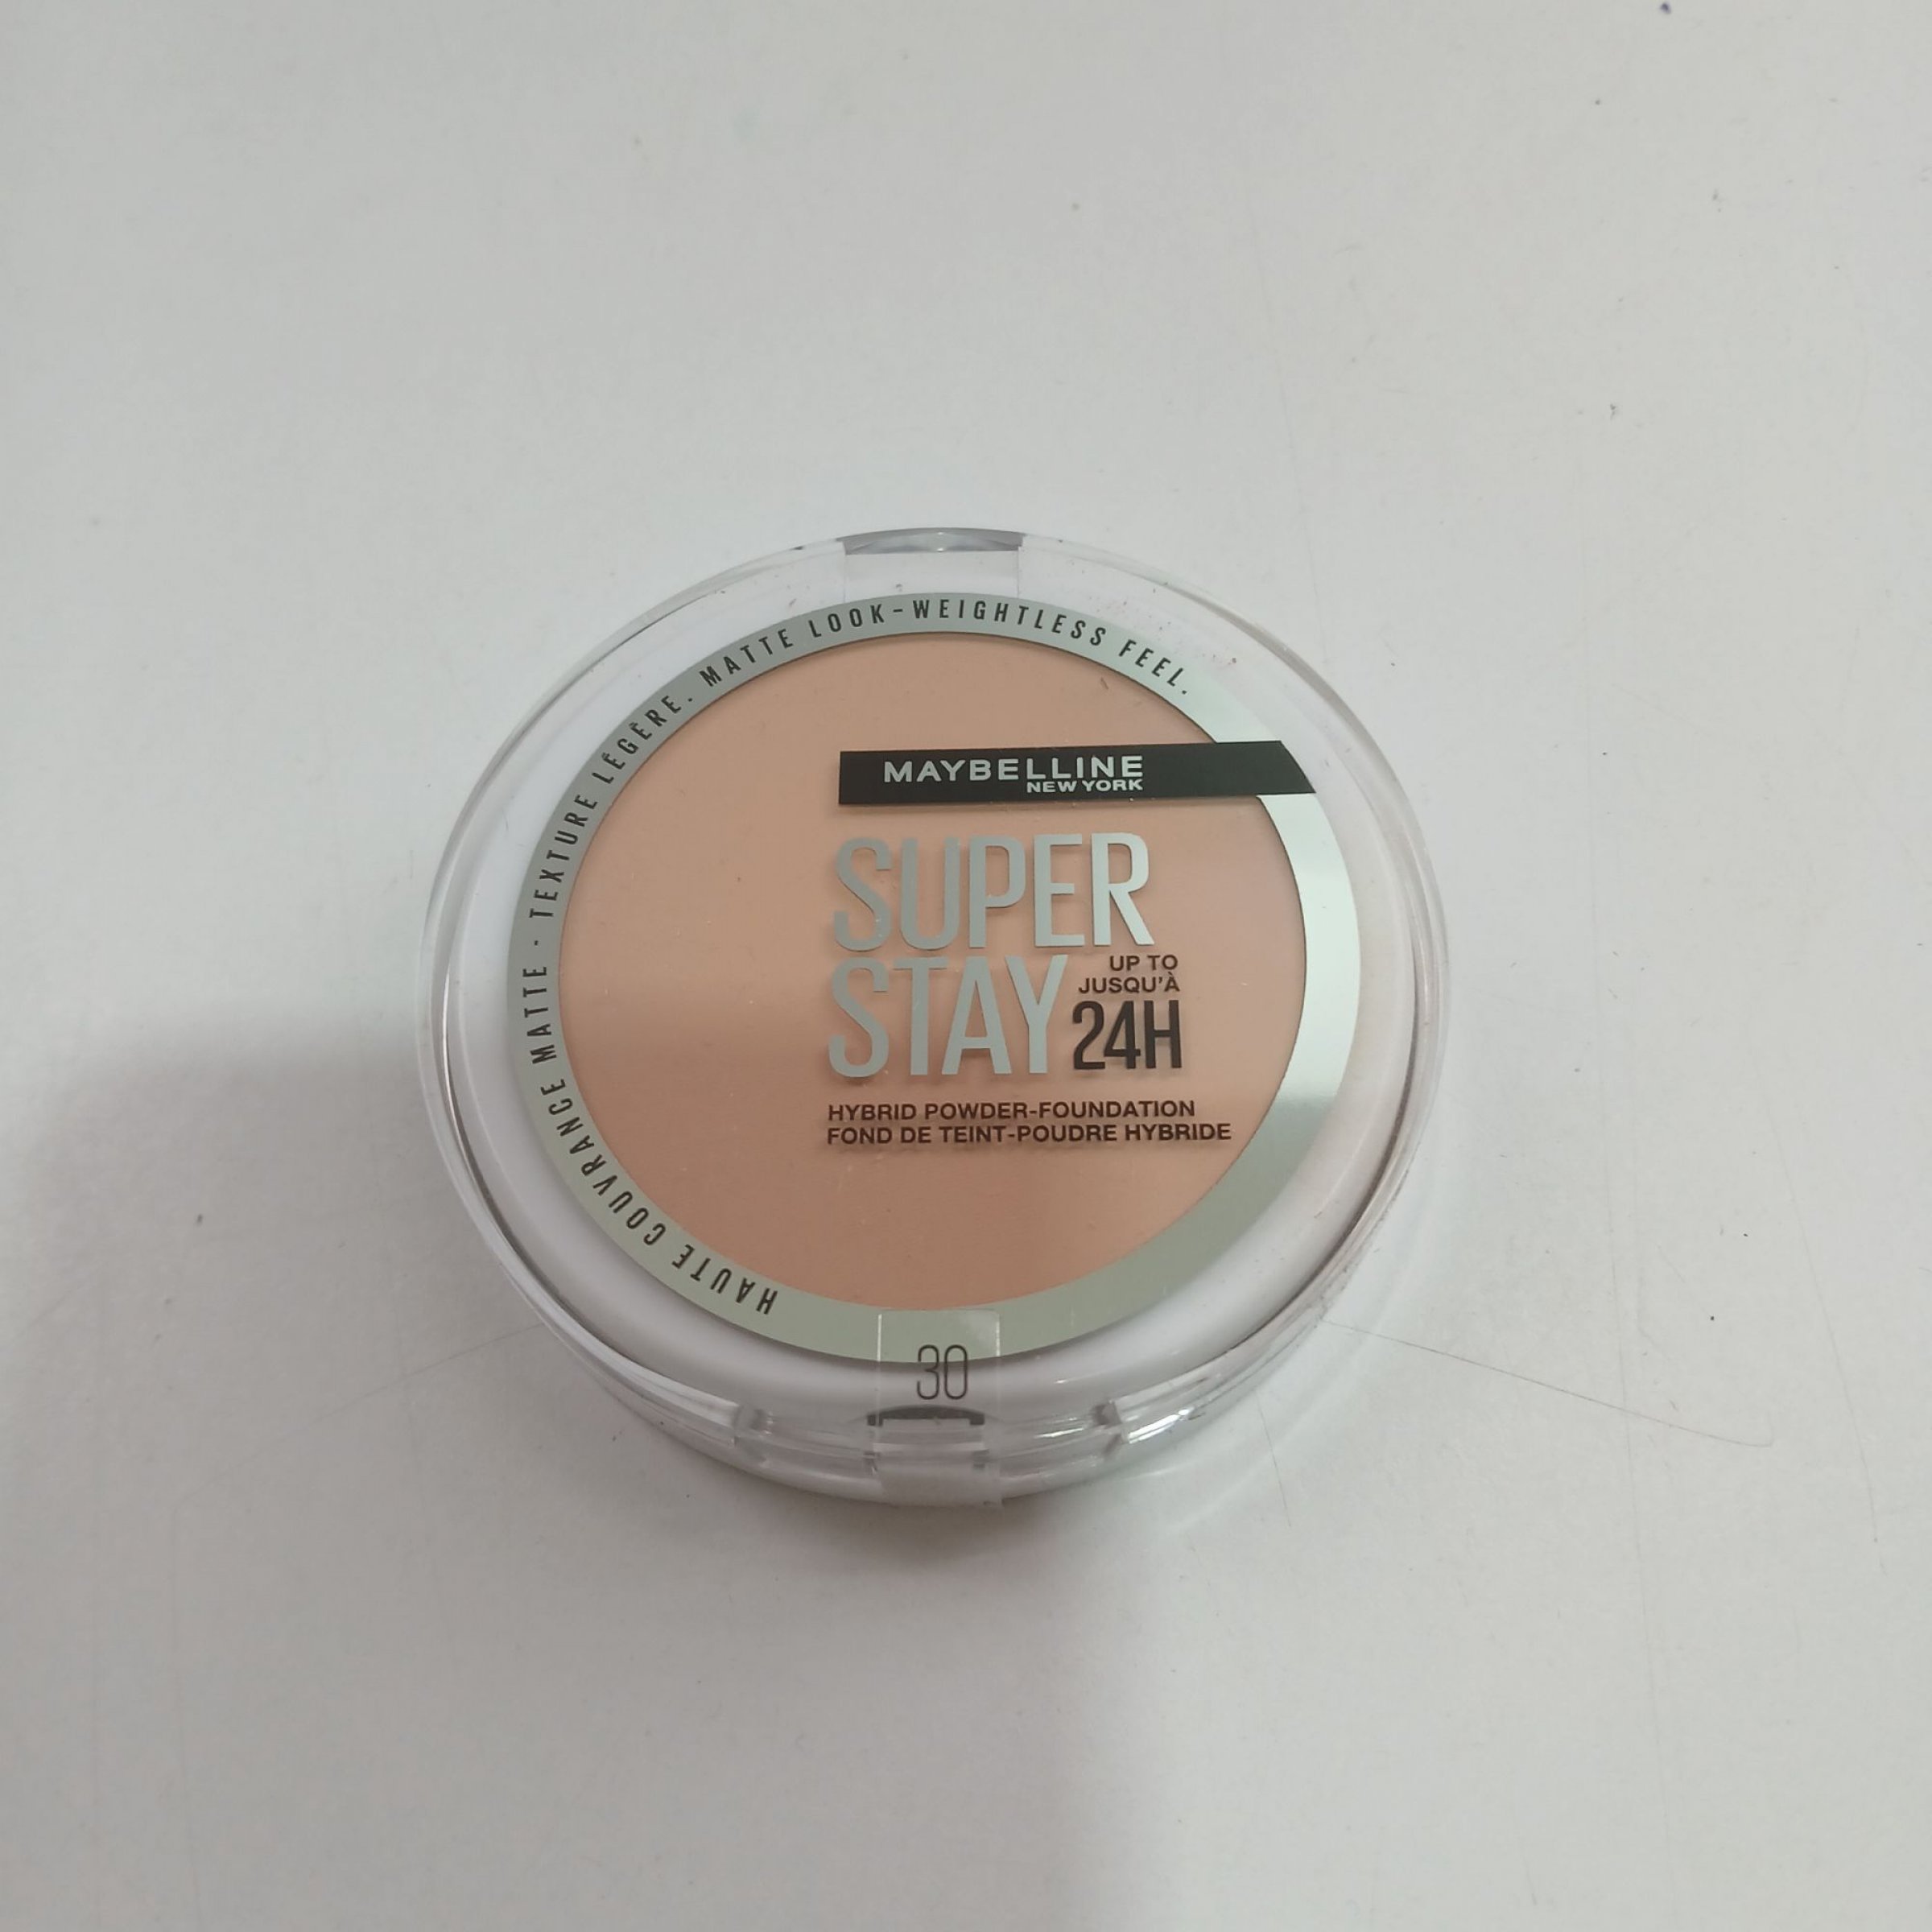 HAUTE COUVRANCE MATTE · TEXTURE LÉGÈRE. MATTE LOOK-WEIGHTLESS FEEL.
MAYBELLINE
NEW YORK
SUPER
STAY
UP TO
JUSQU'À
24H
HYBRID POWDER-FOUNDATION
FOND DE TEINT-POUDRE HYBRIDE
30